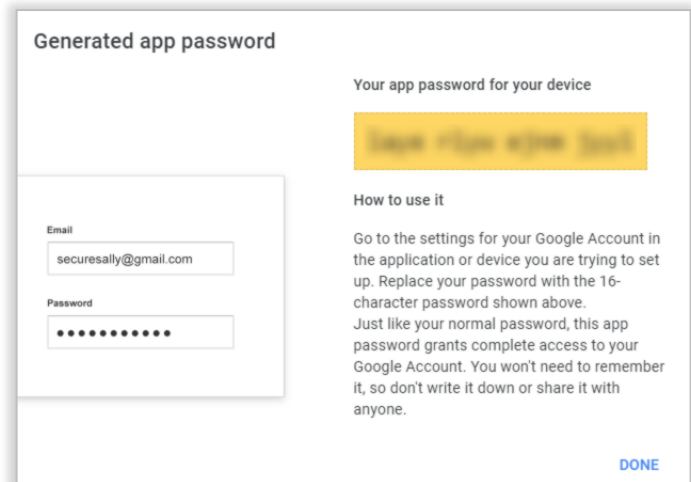 Generated app password
Your app password for your device
How to use it
Email
securesally@gmail.com
Password
•••••••••••
Go to the settings for your Google Account in
the application or device you are trying to set
up. Replace your password with the 16-
character password shown above.
Just like your normal password, this app
password grants complete access to your
Google Account. You won't need to remember
it, so don't write it down or share it with
anyone.
DONE